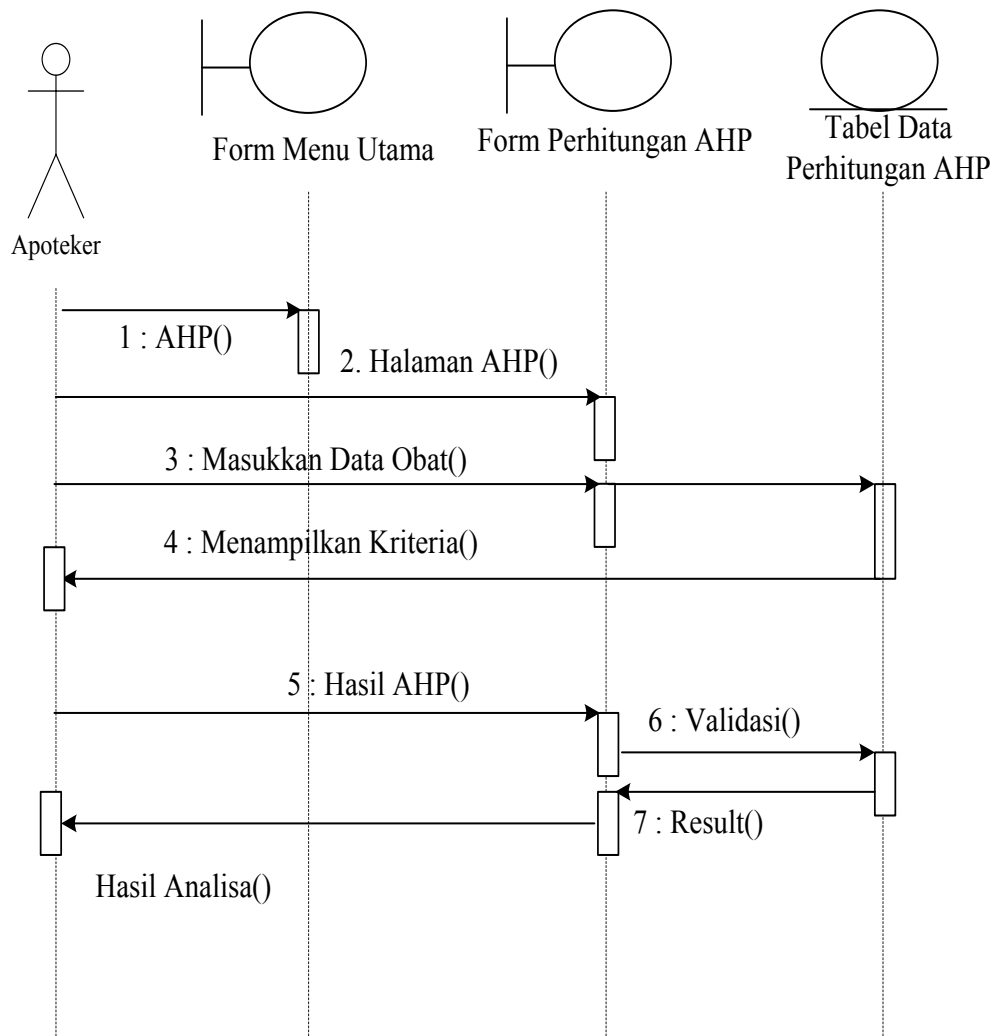 Form Menu Utama
Form Perhitungan AHP
Tabel Data
Perhitungan AHP
Apoteker
1 : AHP()
2. Halaman AHP()
3 : Masukkan Data Obat()
4 : Menampilkan Kriteria()
5 : Hasil AHP()
6 : Validasi()
7 : Result()
Hasil Analisa()